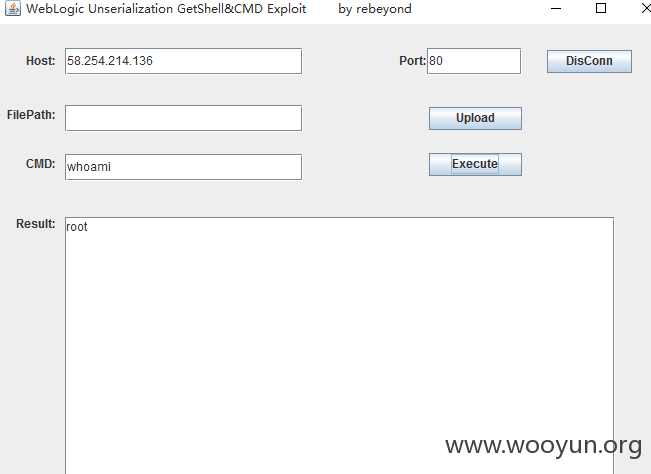 WebLogic Unserialization GetShell&CMD Exploit by rebeyond
Host: 58.254.214.136 Port: 80 DisConn
FilePath: Upload
CMD: whoami Execute
Result: root
www.wooyun.org